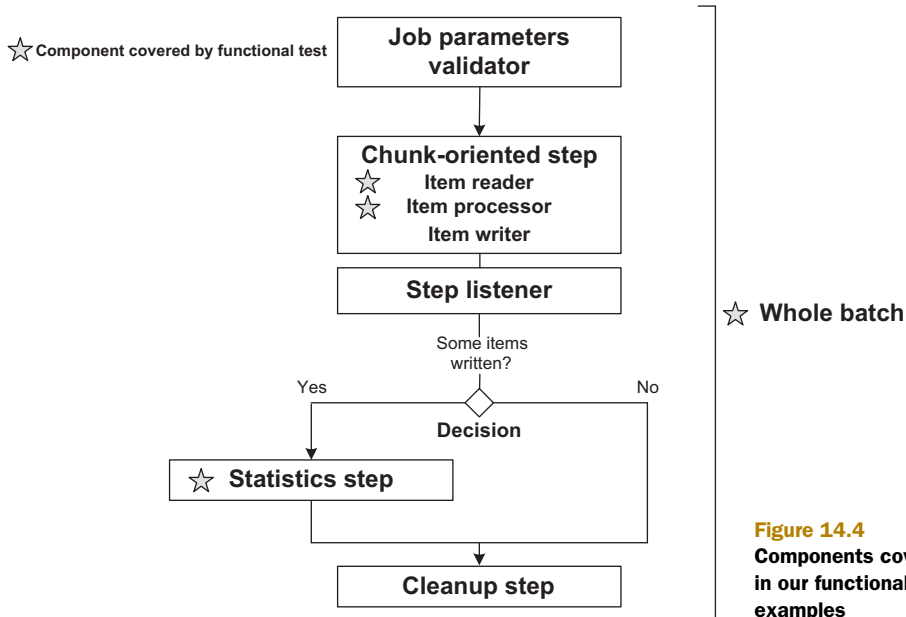 Component covered by functional test
Job parameters
validator
Chunk-oriented step
Item reader
Item processor
Item writer
Step listener
Some items
written?
Yes
No
Decision
Statistics step
Cleanup step
Whole batch
Figure 14.4
Components
in our functional
examples